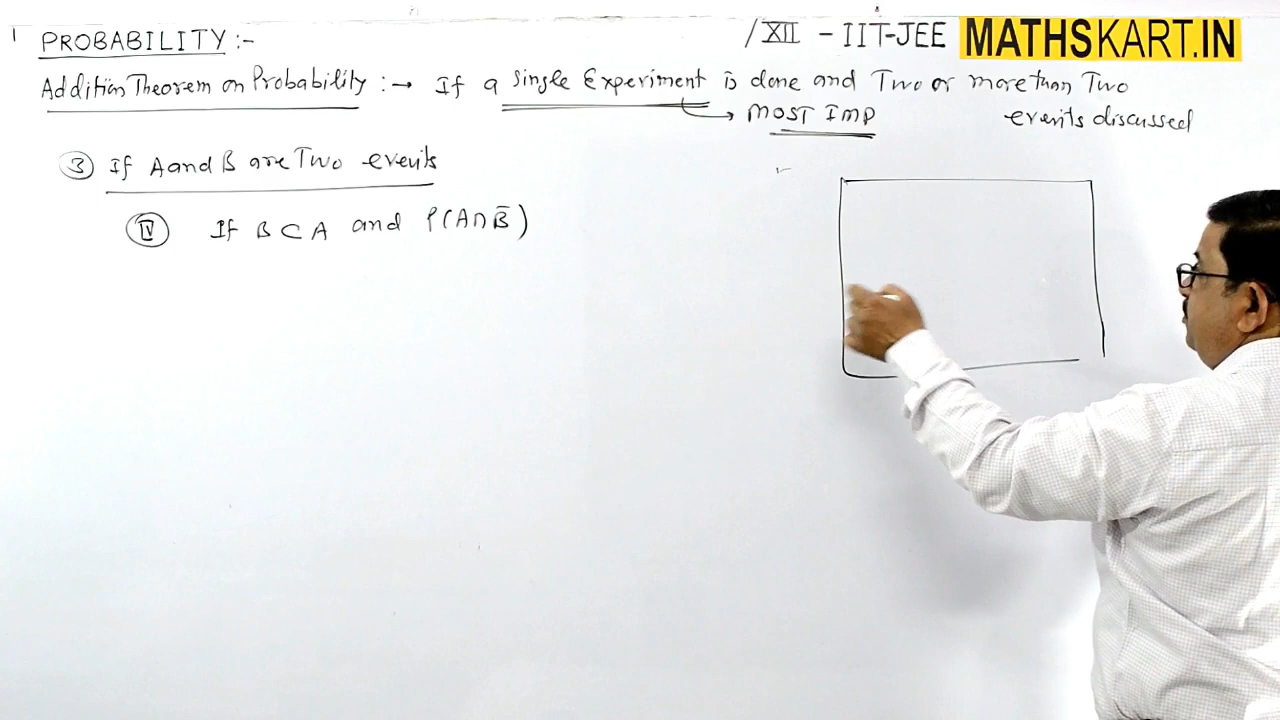 PROBABILITY :-
/ XII - IIT-JEE MATHSKART.IN
Addition Theorem on Probability :→ If a single Experiment is done and Two or more than Two
→ MOST IMP events discussed
③ If A and B are Two events
Ⅳ If B ⊂ A and P(A∩B̄)